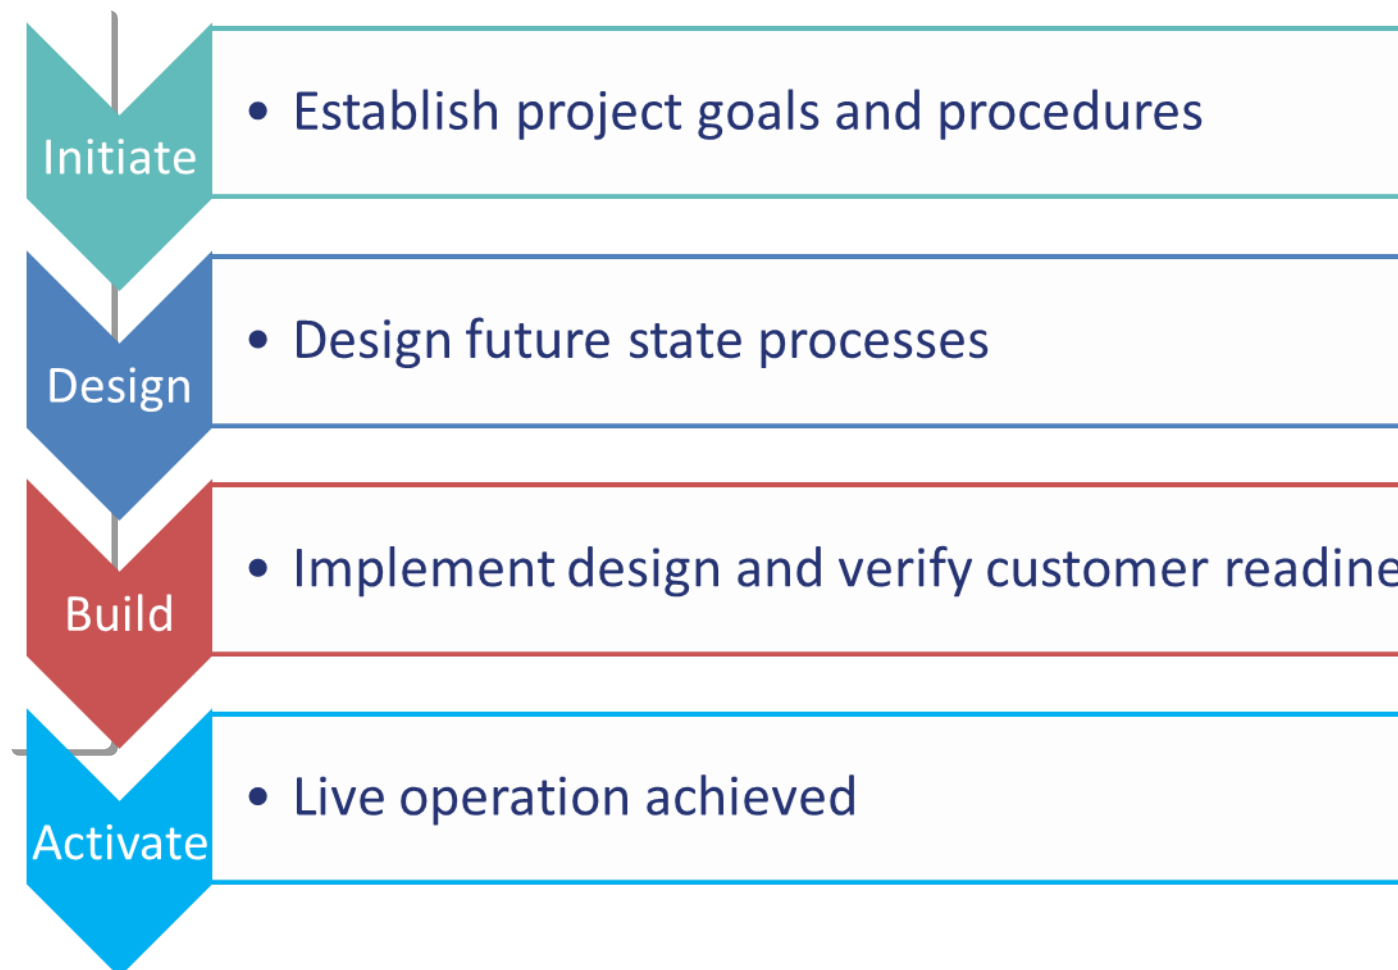 Initiate
• Establish project goals and procedures
Design
• Design future state processes
Build
• Implement design and verify customer readine
Activate
• Live operation achieved